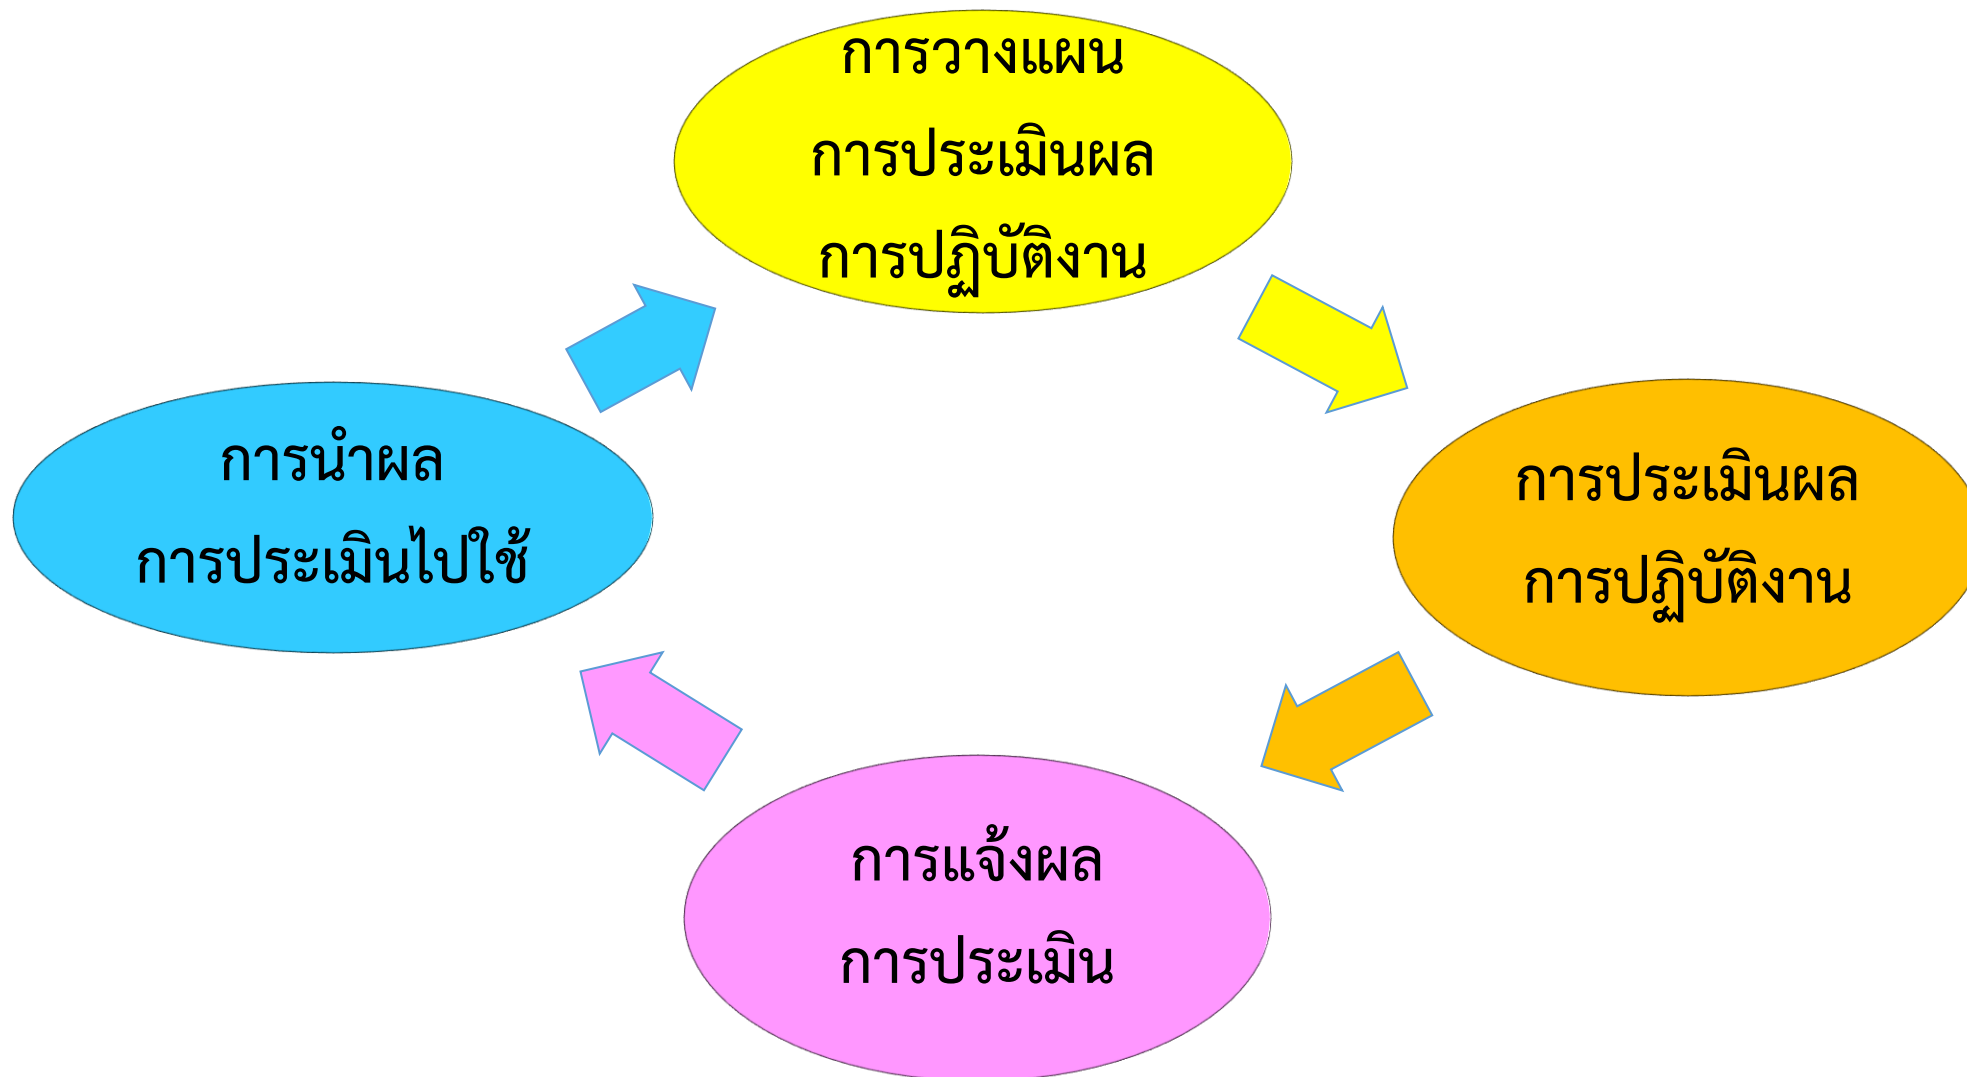 การวางแผน
การประเมินผล
การปฏิบัติงาน
การประเมินผล
การปฏิบัติงาน
การแจ้งผล
การประเมิน
การนำผล
การประเมินไปใช้